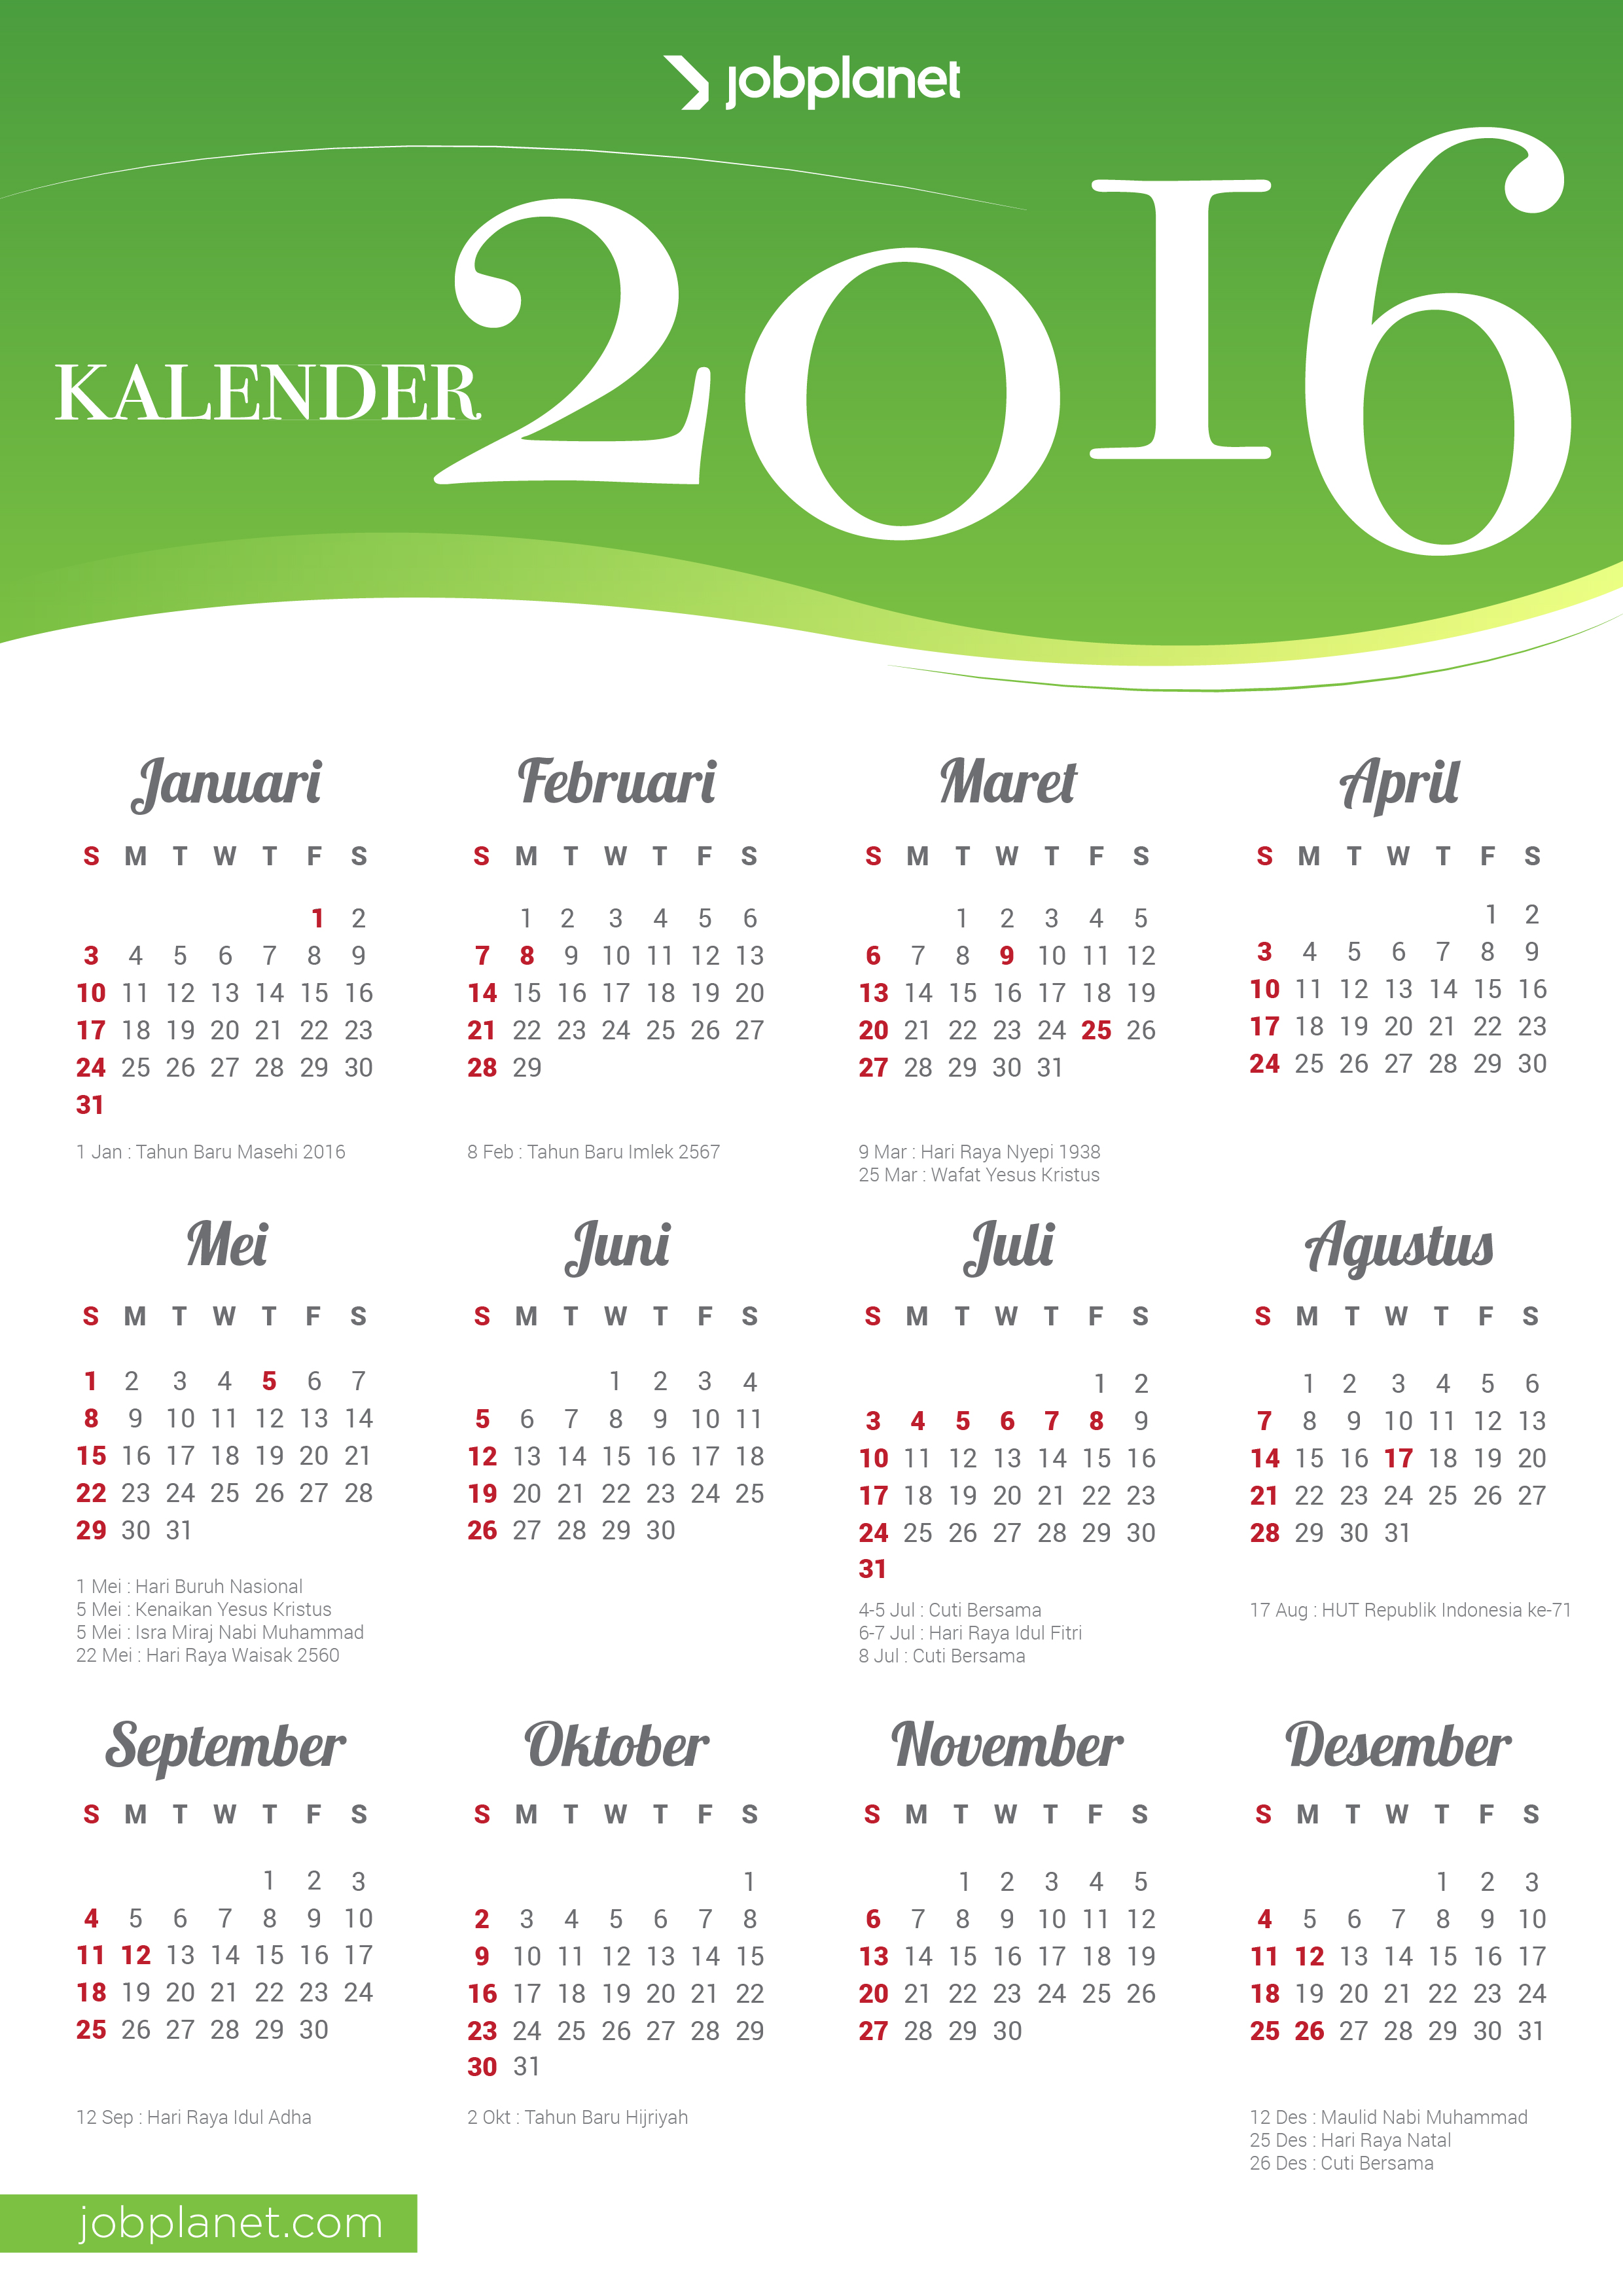 jobplanet
KALENDER 2016
Januari
S M T W T F S
1 2
3 4 5 6 7 8 9
10 11 12 13 14 15 16
17 18 19 20 21 22 23
24 25 26 27 28 29 30
31
1 Jan : Tahun Baru Masehi 2016
Februari
S M T W T F S
1 2 3 4 5 6
7 8 9 10 11 12 13
14 15 16 17 18 19 20
21 22 23 24 25 26 27
28 29
8 Feb : Tahun Baru Imlek 2567
Maret
S M T W T F S
1 2 3 4 5
6 7 8 9 10 11 12
13 14 15 16 17 18 19
20 21 22 23 24 25 26
27 28 29 30 31
9 Mar : Hari Raya Nyepi 1938
25 Mar : Wafat Yesus Kristus
April
S M T W T F S
1 2
3 4 5 6 7 8 9
10 11 12 13 14 15 16
17 18 19 20 21 22 23
24 25 26 27 28 29 30
Mei
S M T W T F S
1 2 3 4 5 6 7
8 9 10 11 12 13 14
15 16 17 18 19 20 21
22 23 24 25 26 27 28
29 30 31
1 Mei : Hari Buruh Nasional
5 Mei : Kenaikan Yesus Kristus
5 Mei : Isra Miraj Nabi Muhammad
22 Mei : Hari Raya Waisak 2560
Juni
S M T W T F S
1 2 3 4
5 6 7 8 9 10 11
12 13 14 15 16 17 18
19 20 21 22 23 24 25
26 27 28 29 30
Juli
S M T W T F S
1 2
3 4 5 6 7 8 9
10 11 12 13 14 15 16
17 18 19 20 21 22 23
24 25 26 27 28 29 30
31
4-5 Jul : Cuti Bersama
6-7 Jul : Hari Raya Idul Fitri
8 Jul : Cuti Bersama
Agustus
S M T W T F S
1 2 3 4 5 6
7 8 9 10 11 12 13
14 15 16 17 18 19 20
21 22 23 24 25 26 27
28 29 30 31
17 Aug : HUT Republik Indonesia ke-71
September
S M T W T F S
1 2 3
4 5 6 7 8 9 10
11 12 13 14 15 16 17
18 19 20 21 22 23 24
25 26 27 28 29 30
12 Sep : Hari Raya Idul Adha
Oktober
S M T W T F S
1
2 3 4 5 6 7 8
9 10 11 12 13 14 15
16 17 18 19 20 21 22
23 24 25 26 27 28 29
30 31
2 Okt : Tahun Baru Hijriyah
November
S M T W T F S
1 2 3 4 5
6 7 8 9 10 11 12
13 14 15 16 17 18 19
20 21 22 23 24 25 26
27 28 29 30
Desember
S M T W T F S
1 2 3
4 5 6 7 8 9 10
11 12 13 14 15 16 17
18 19 20 21 22 23 24
25 26 27 28 29 30 31
12 Des : Maulid Nabi Muhammad
25 Des : Hari Raya Natal
26 Des : Cuti Bersama
jobplanet.com